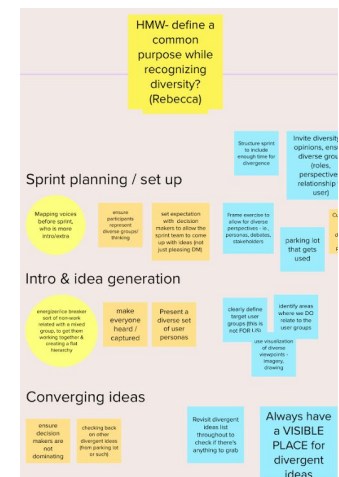 HMW- define a
common
purpose while
recognizing
diversity?
(Rebecca)
Structure sprint
to include
enough time for
divergence
Invite diversity
opinions, ens
diverse grou
(roles,
perspective
relationship
user)
Sprint planning / set up
Mapping voices
before sprint,
who is more
intro/extra
ensure
participants
represent
diverse groups/
thinking
set expectation
with decision
makers to allow the
sprint team to come
up with ideas (not
just pleasing DM)
Frame exercise to
allow for diverse
perspectives - ie,
personas, debates,
stakeholders
parking lot
that gets
used
Intro & idea generation
energizer/ice breaker
sort of non-work
related with a mixed
group, to get them
working together &
creating a flat
hierarchy
make
everyone
heard /
captured
Present a
diverse set
of user
personas
clearly define
target user
groups (this is
not FOR US)
identify areas
where we DO
relate to the
user groups
use visualization
of diverse
viewpoints -
imagery,
drawing
Converging ideas
ensure
decision
makers are
not
dominating
checking back
on other
divergent ideas
(from parking
lot or such)
Revisit divergent
ideas list
throughout to
check if there's
anything to grab
Always have
a VISIBLE
PLACE for
divergent
ideas